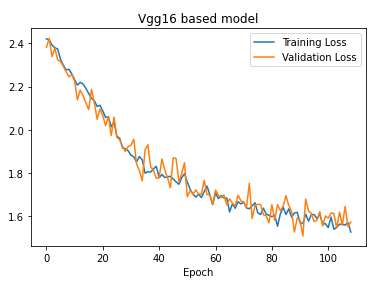 Vgg16 based model
Training Loss
Validation Loss
2.4
2.2
2.0
1.8
1.6
0
20
40
60
80
100
Epoch